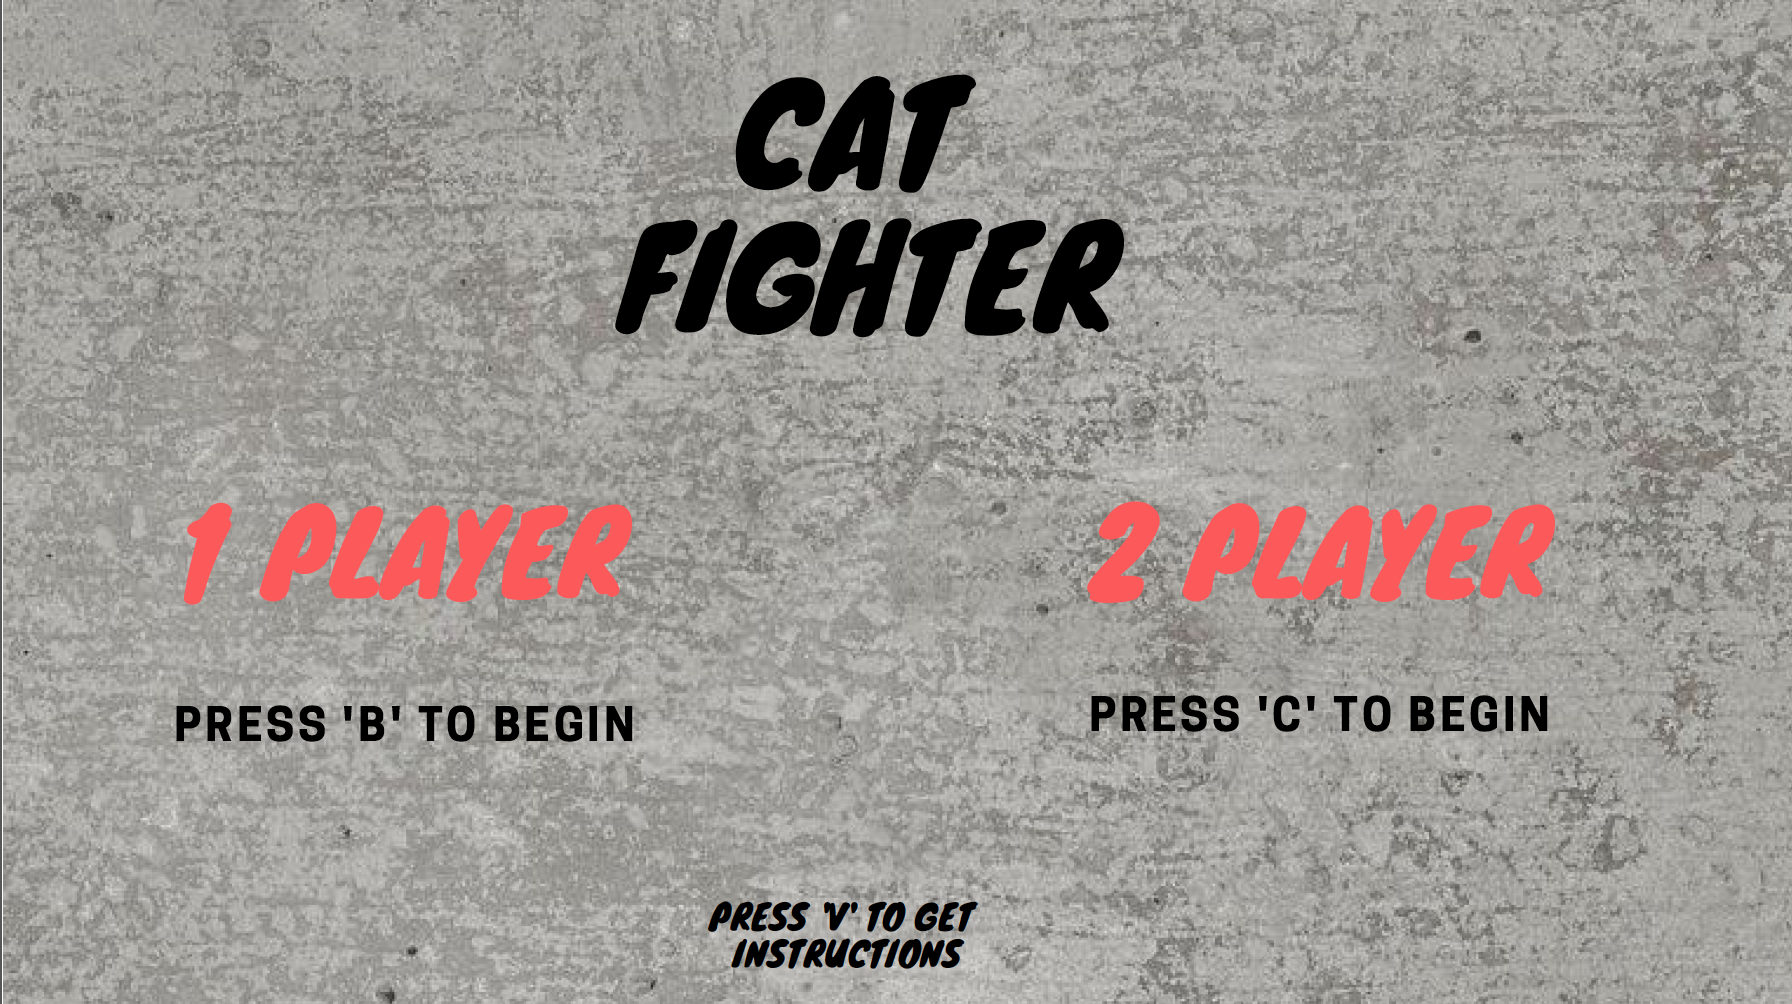 CAT
FIGHTER
1 PLAYER
2 PLAYER
PRESS 'B' TO BEGIN
PRESS 'C' TO BEGIN
PRESS 'V' TO GET
INSTRUCTIONS